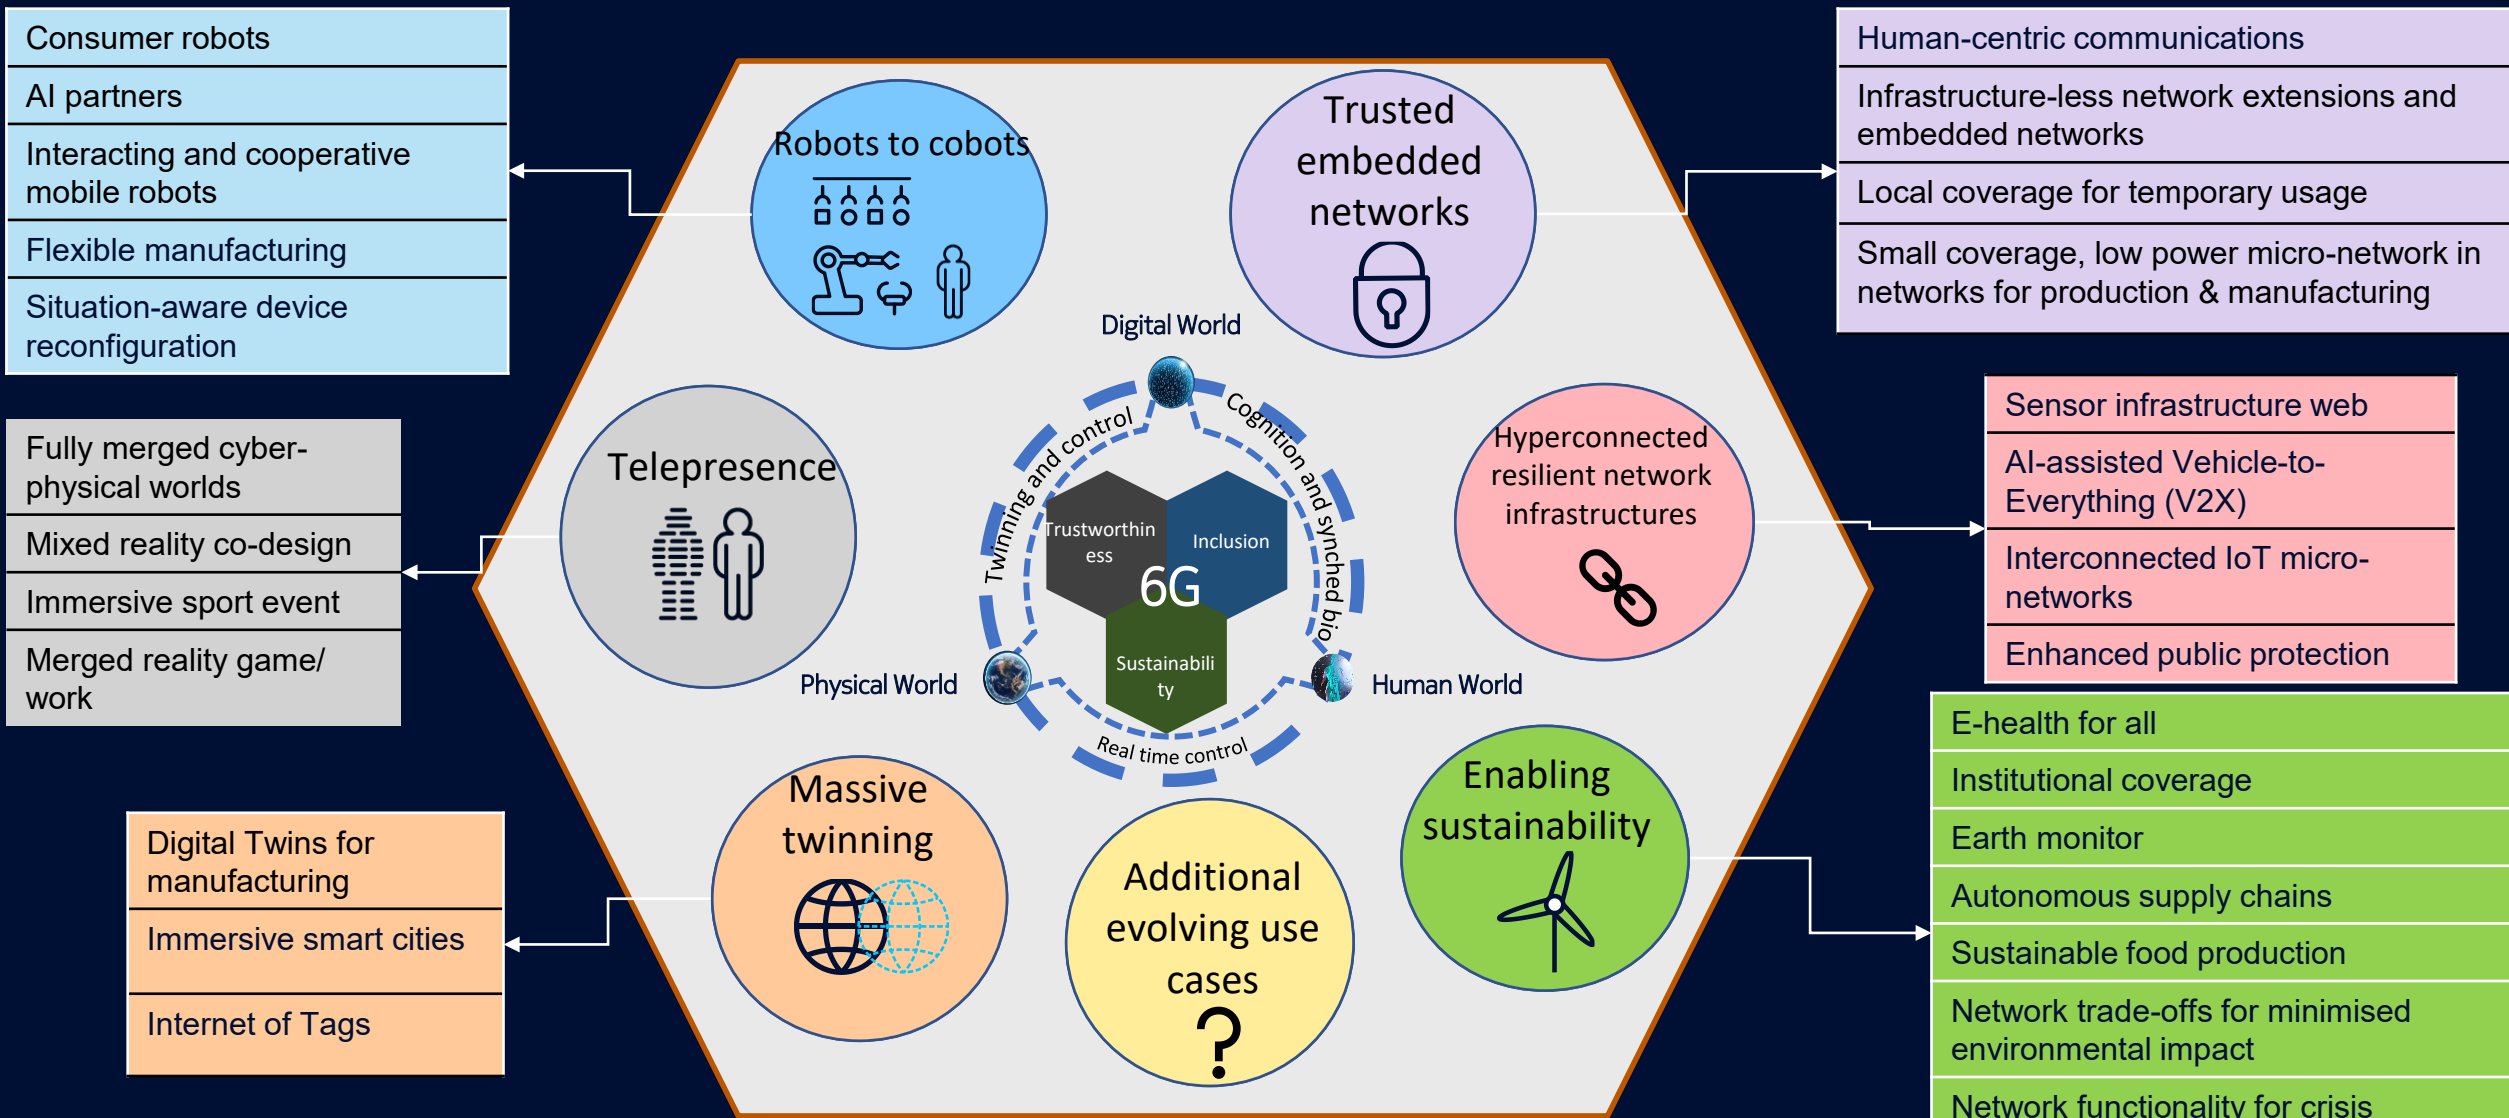 Consumer robots
AI partners
Interacting and cooperative
mobile robots
Flexible manufacturing
Situation-aware device
reconfiguration
Fully merged cyber-
physical worlds
Mixed reality co-design
Immersive sport event
Merged reality game/
work
Digital Twins for
manufacturing
Immersive smart cities
Internet of Tags
Robots to cobots
Trusted
embedded
networks
Telepresence
Hyperconnected
resilient network
infrastructures
Massive
twinning
Additional
evolving use
cases
?
Enabling
sustainability
Digital World
Twinning and control
Cognition and synched bio
Trustworthin
ess
Inclusion
6G
Sustainabili
ty
Physical World
Human World
Real time control
Human-centric communications
Infrastructure-less network extensions and
embedded networks
Local coverage for temporary usage
Small coverage, low power micro-network in
networks for production & manufacturing
Sensor infrastructure web
AI-assisted Vehicle-to-
Everything (V2X)
Interconnected IoT micro-
networks
Enhanced public protection
E-health for all
Institutional coverage
Earth monitor
Autonomous supply chains
Sustainable food production
Network trade-offs for minimised
environmental impact
Network functionality for crisis